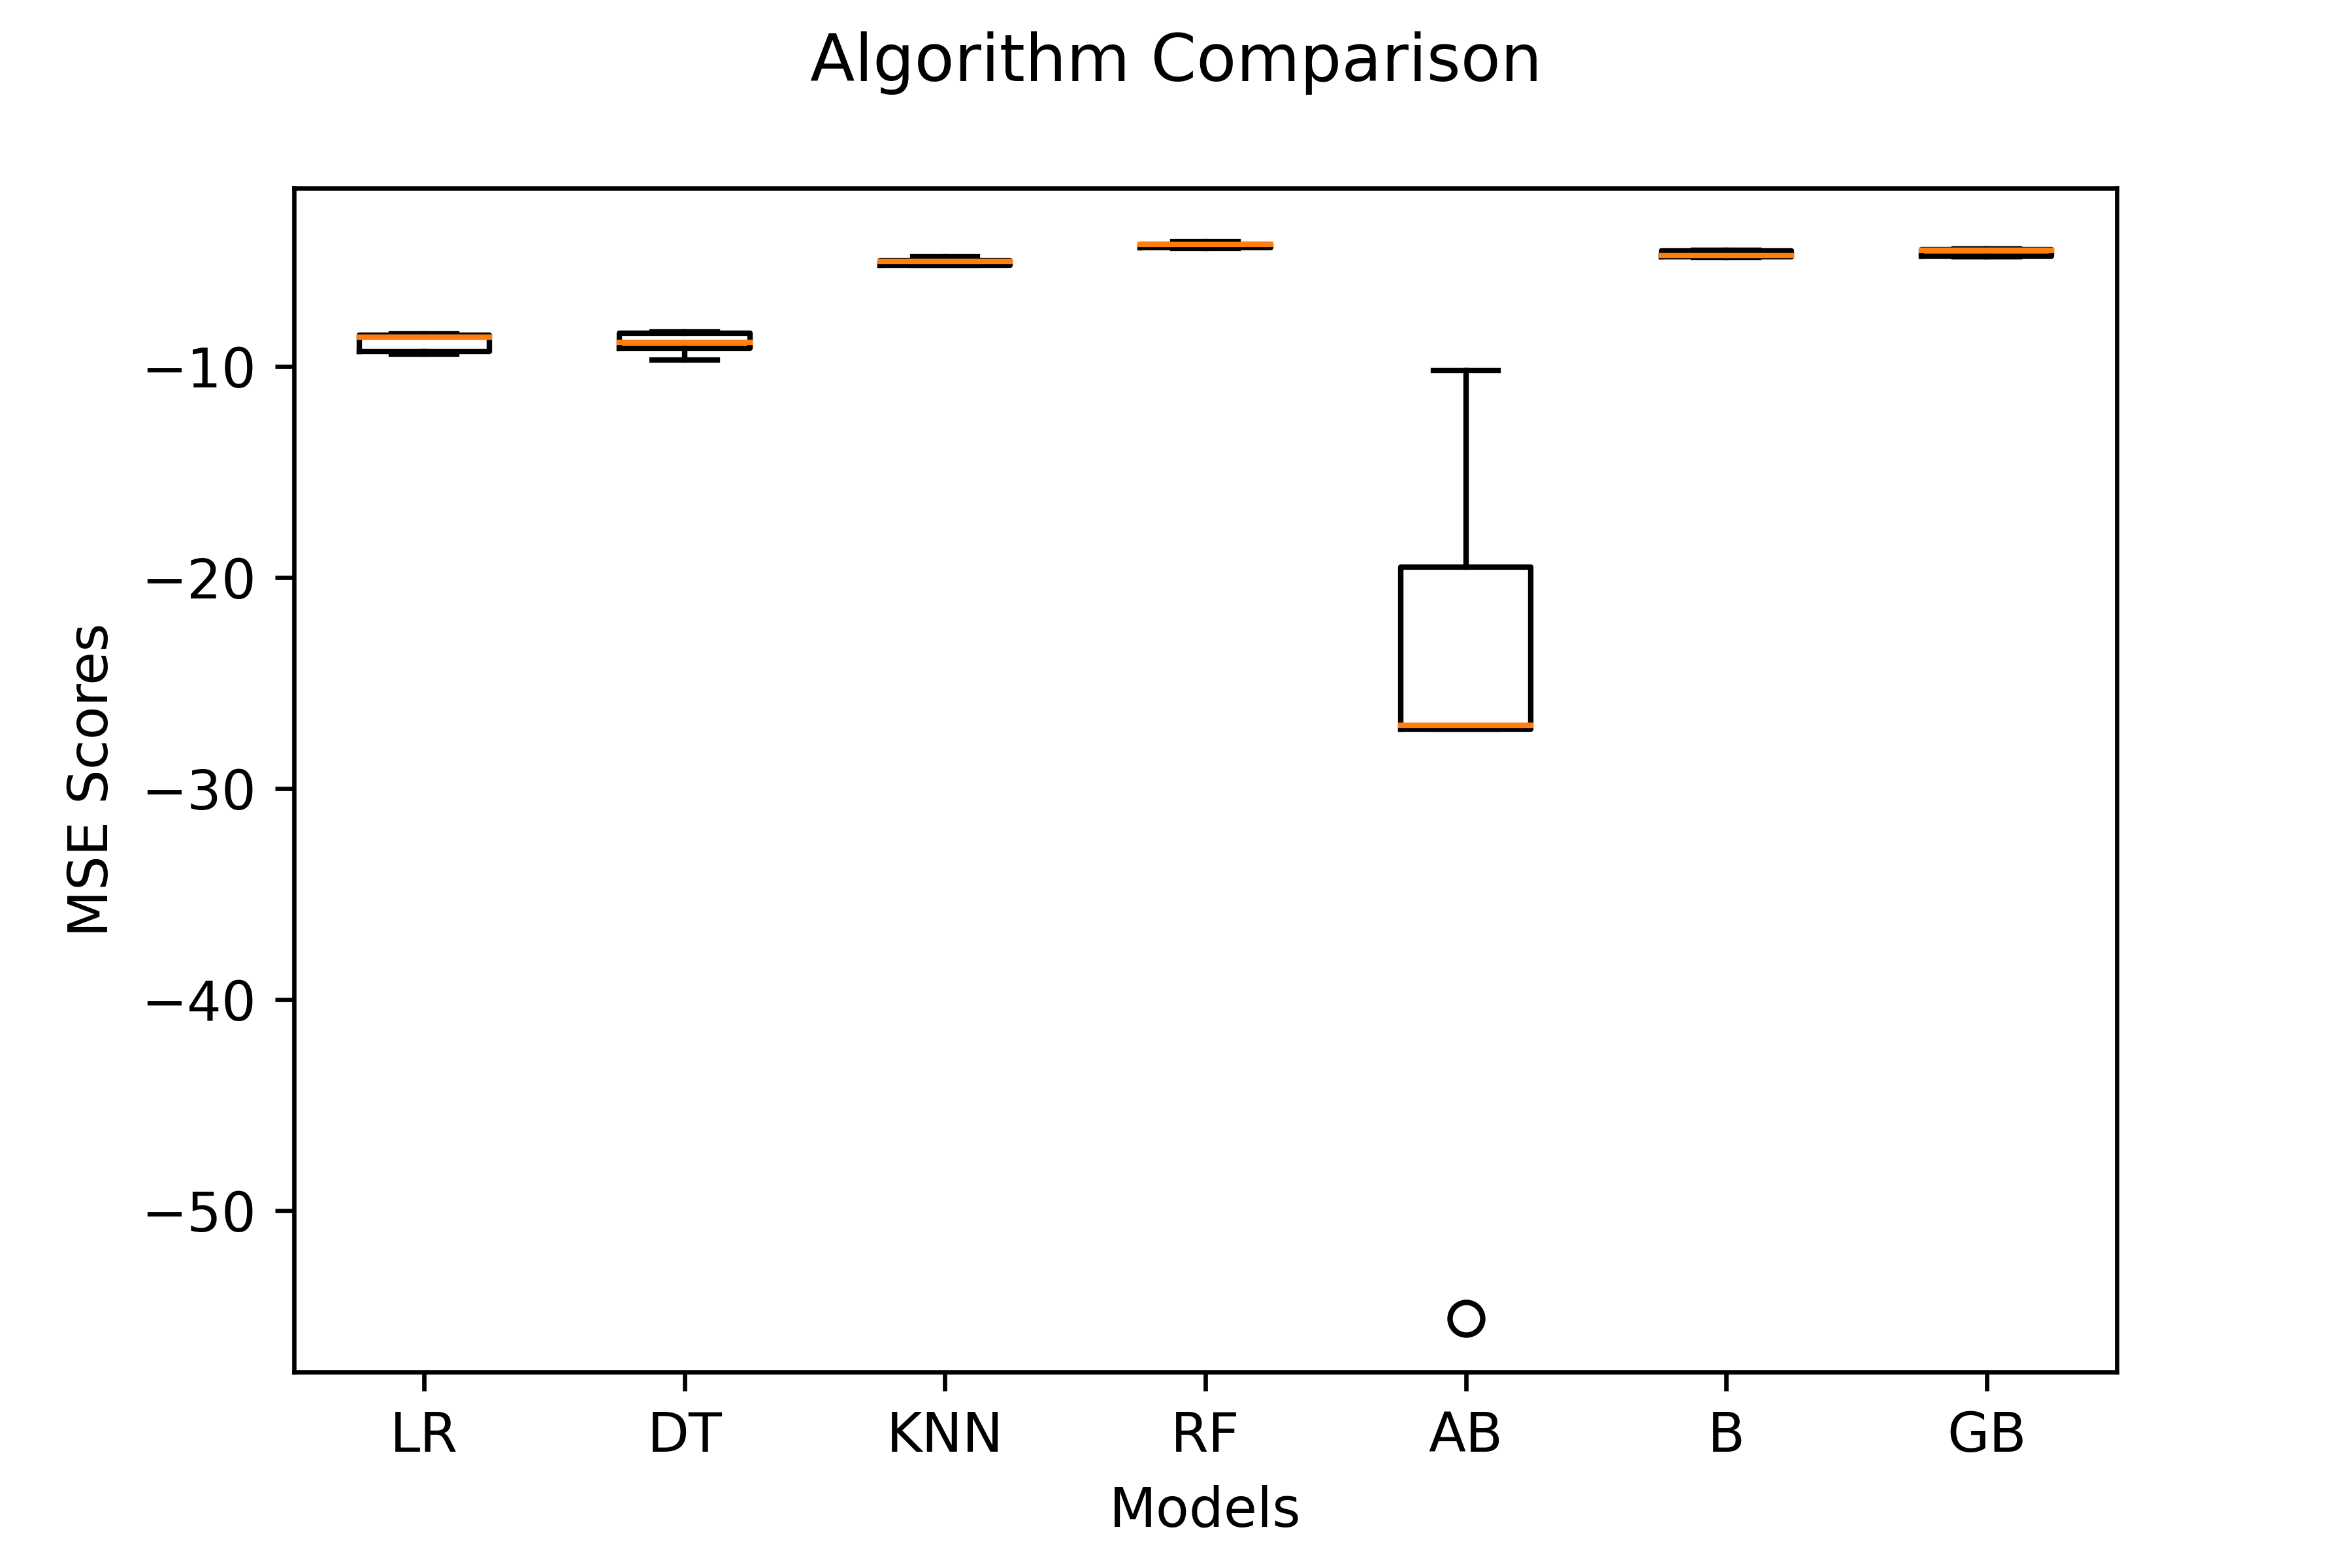 Algorithm Comparison
MSE Scores
−10
−20
−30
−40
−50
LR DT KNN RF AB B GB
Models